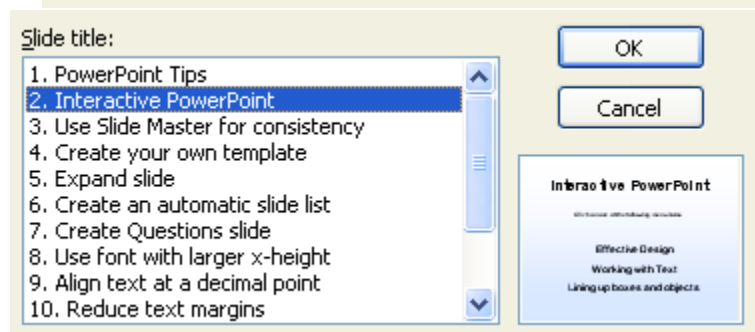 Slide title:
1. PowerPoint Tips
2. Interactive PowerPoint
3. Use Slide Master for consistency
4. Create your own template
5. Expand slide
6. Create an automatic slide list
7. Create Questions slide
8. Use font with larger x-height
9. Align text at a decimal point
10. Reduce text margins
OK
Cancel
Interactive PowerPoint
Effective Design
Working with Text
Lining up boxes and objects